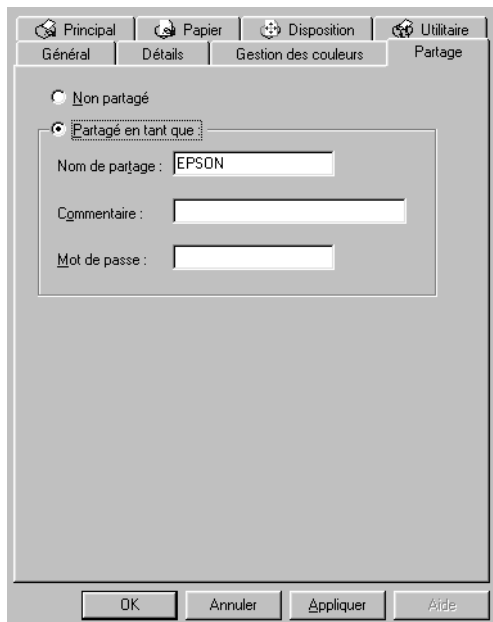 Principal Papier Disposition Utilitaire
Général Détails Gestion des couleurs Partage
Non partagé
Partagé en tant que :
Nom de partage : EPSON
Commentaire :
Mot de passe :
OK Annuler Appliquer Aide